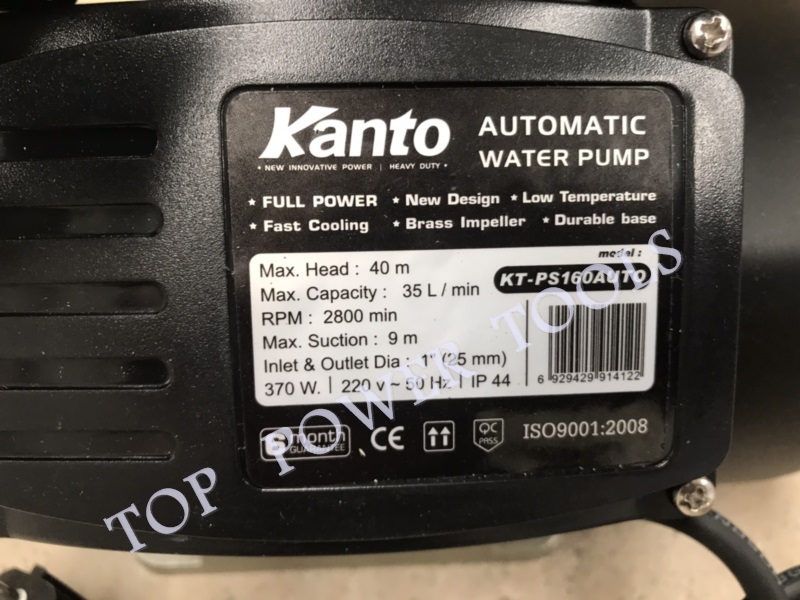 Kanto
• NEW INNOVATIVE POWER | HEAVY DUTY •
AUTOMATIC
WATER PUMP
★ FULL POWER ★ New Design ★ Low Temperature
★ Fast Cooling ★ Brass Impeller ★ Durable base
model :
KT-PS160AUTO
Max. Head : 40 m
Max. Capacity : 35 L / min
RPM : 2800 min
Max. Suction : 9 m
Inlet & Outlet Dia : 1" (25 mm)
370 W. | 220 v ~ 50 Hz | IP 44
6 929429 914122
6 month
GUARANTEE
CE
QC
PASS
ISO9001:2008
TOP POWER TOOLS